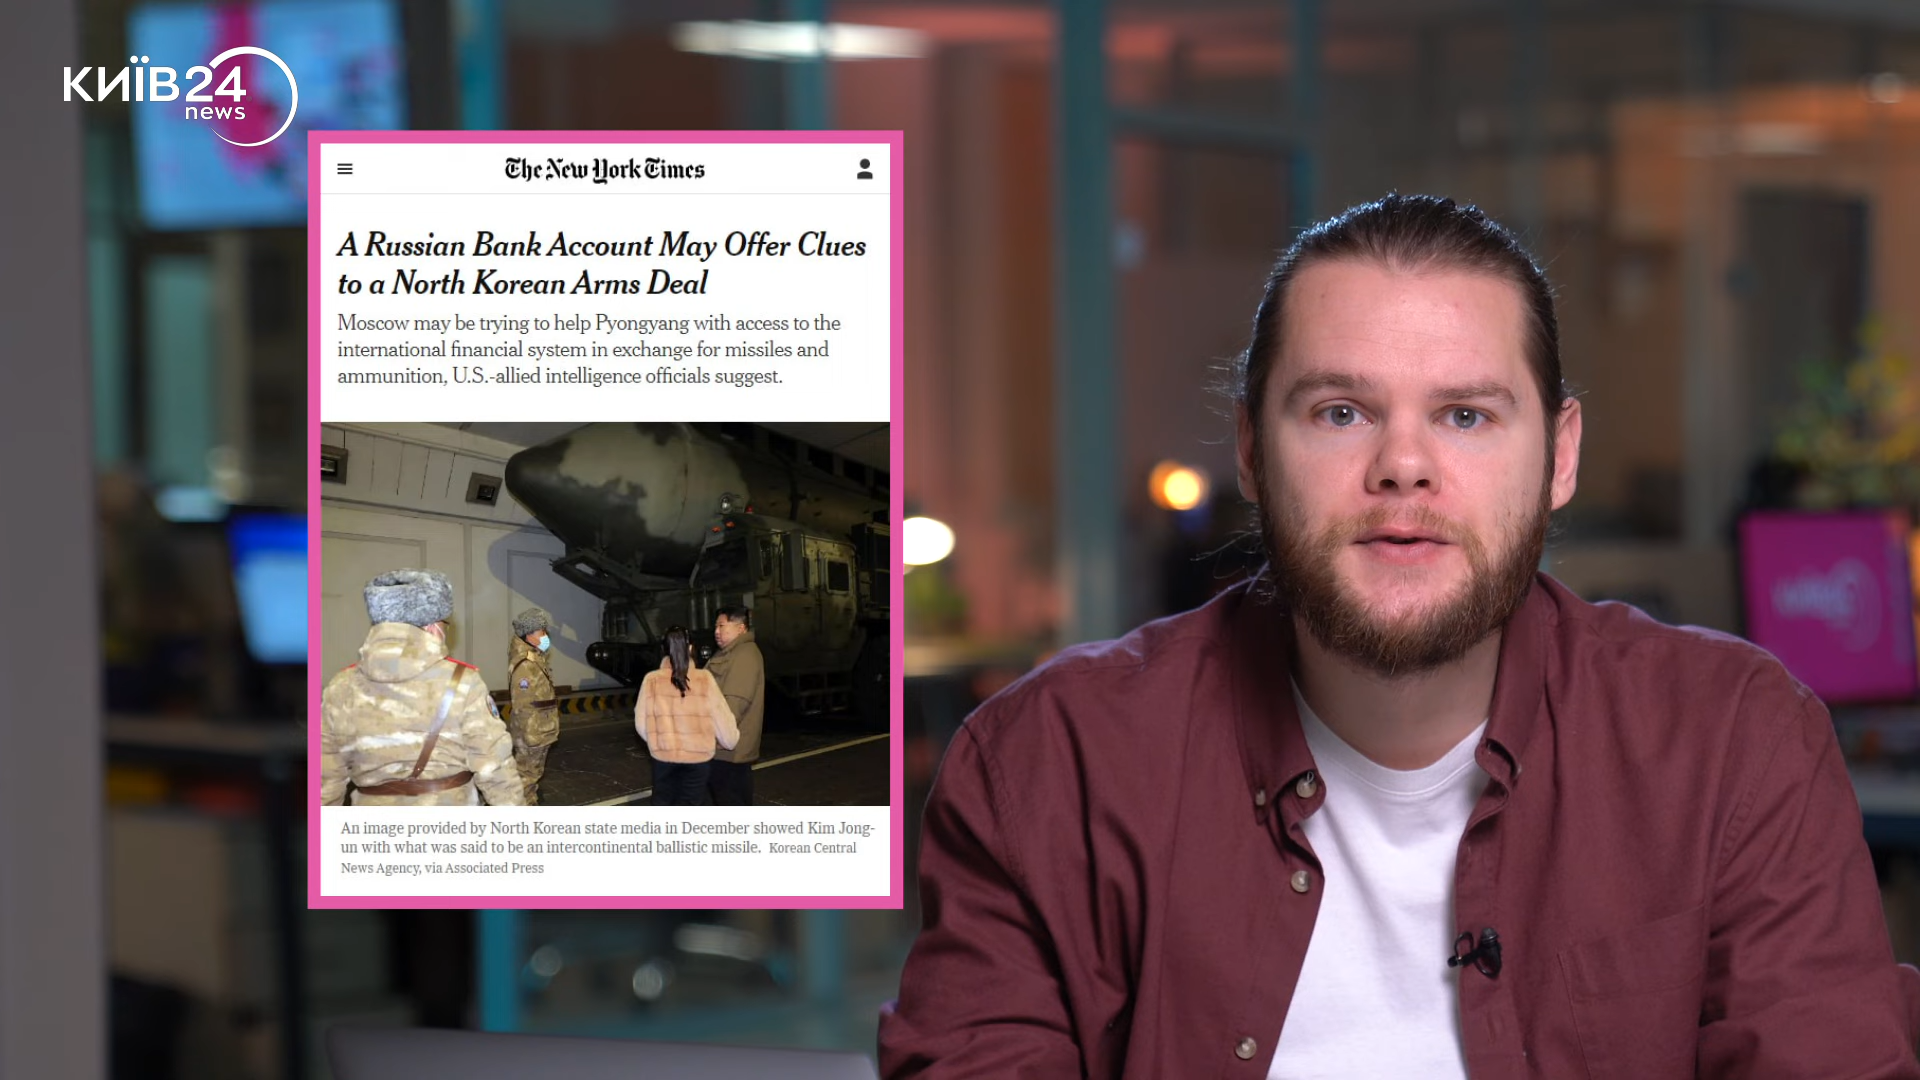 КИЇВ 24
news
The New York Times
A Russian Bank Account May Offer Clues
to a North Korean Arms Deal
Moscow may be trying to help Pyongyang with access to the
international financial system in exchange for missiles and
ammunition, U.S.-allied intelligence officials suggest.
An image provided by North Korean state media in December showed Kim Jong-
un with what was said to be an intercontinental ballistic missile. Korean Central
News Agency, via Associated Press